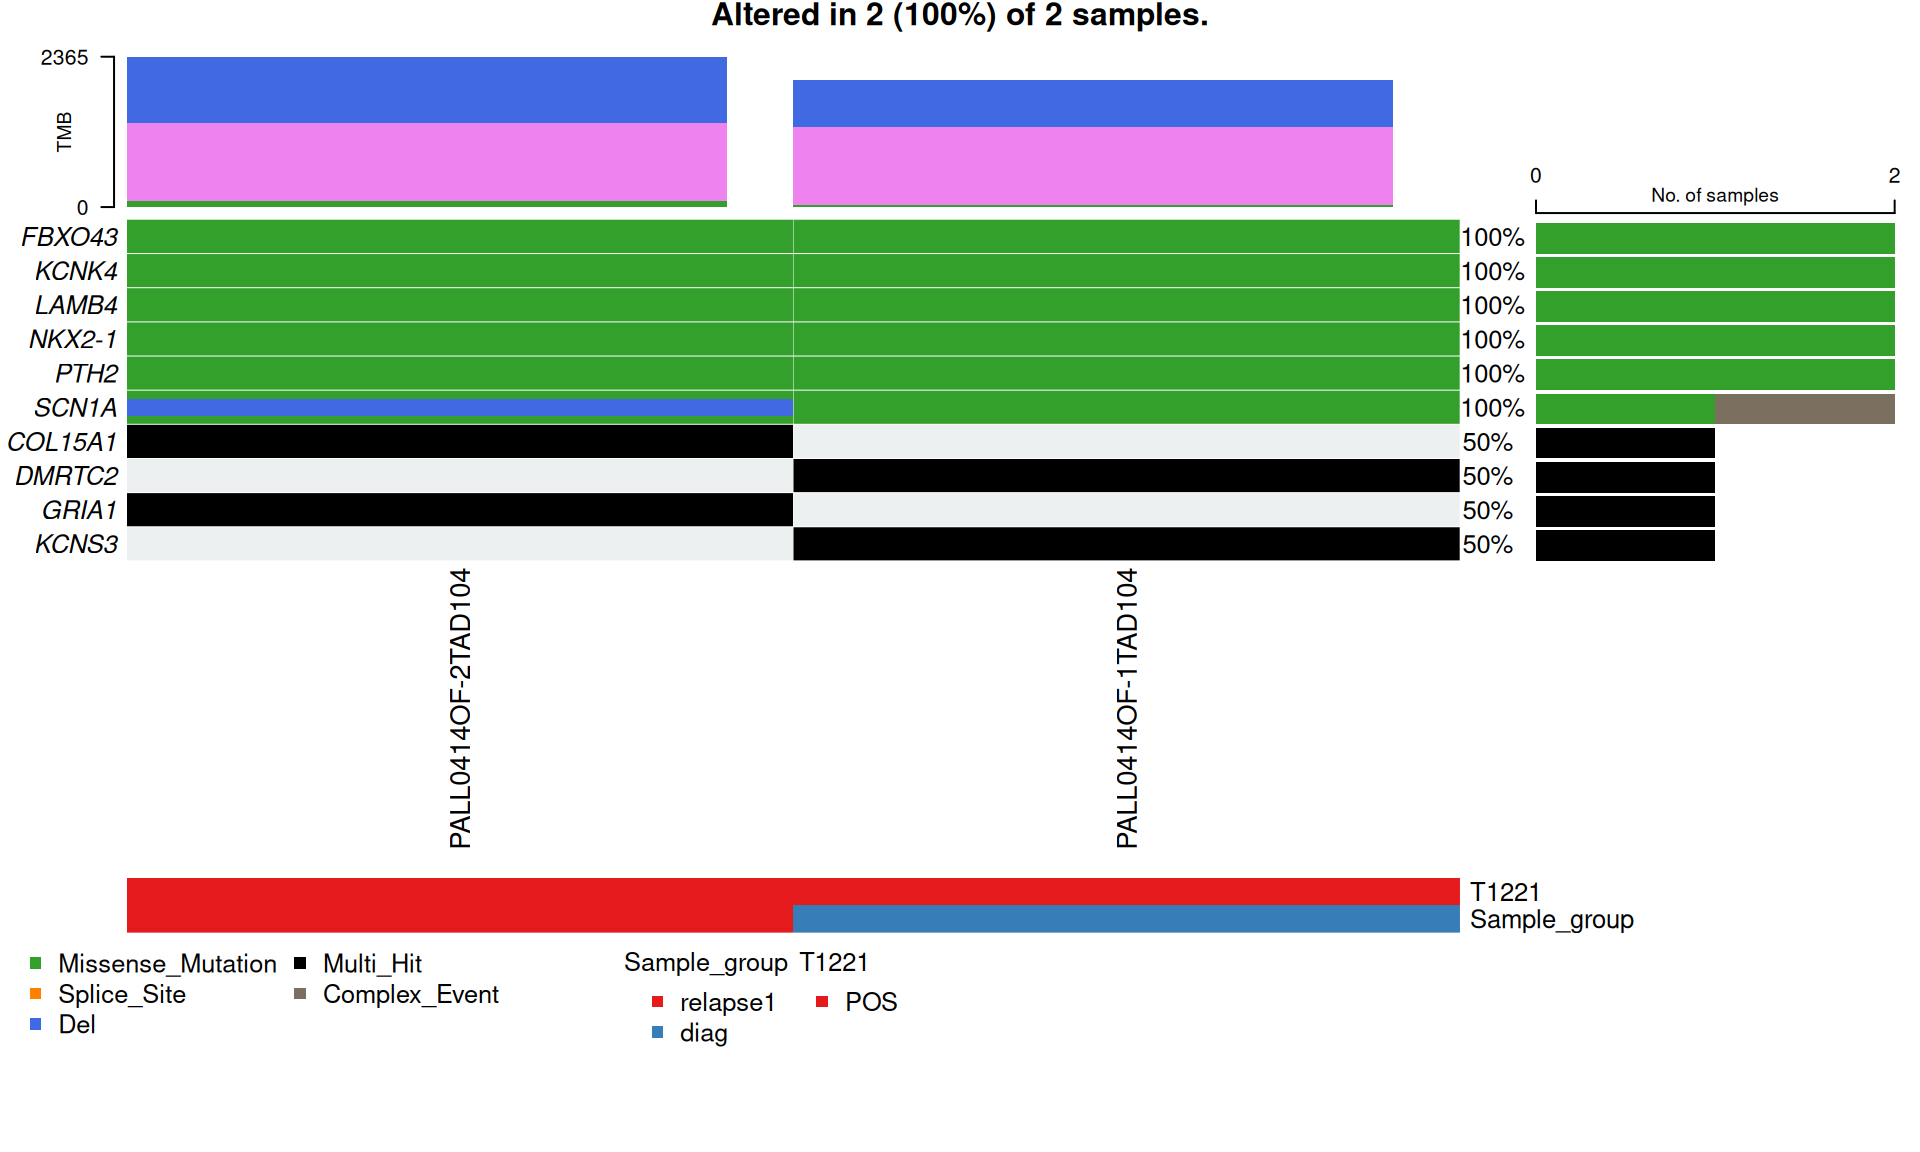 Altered in 2 (100%) of 2 samples.
2365
TMB
0
0
2
No. of samples
FBXO43 100%
KCNK4 100%
LAMB4 100%
NKX2-1 100%
PTH2 100%
SCN1A 100%
COL15A1 50%
DMRTC2 50%
GRIA1 50%
KCNS3 50%
PALL0414OF-2TAD104
PALL0414OF-1TAD104
T1221
Sample_group
Missense_Mutation
Splice_Site
Del
Multi_Hit
Complex_Event
Sample_group
relapse1
diag
T1221
POS